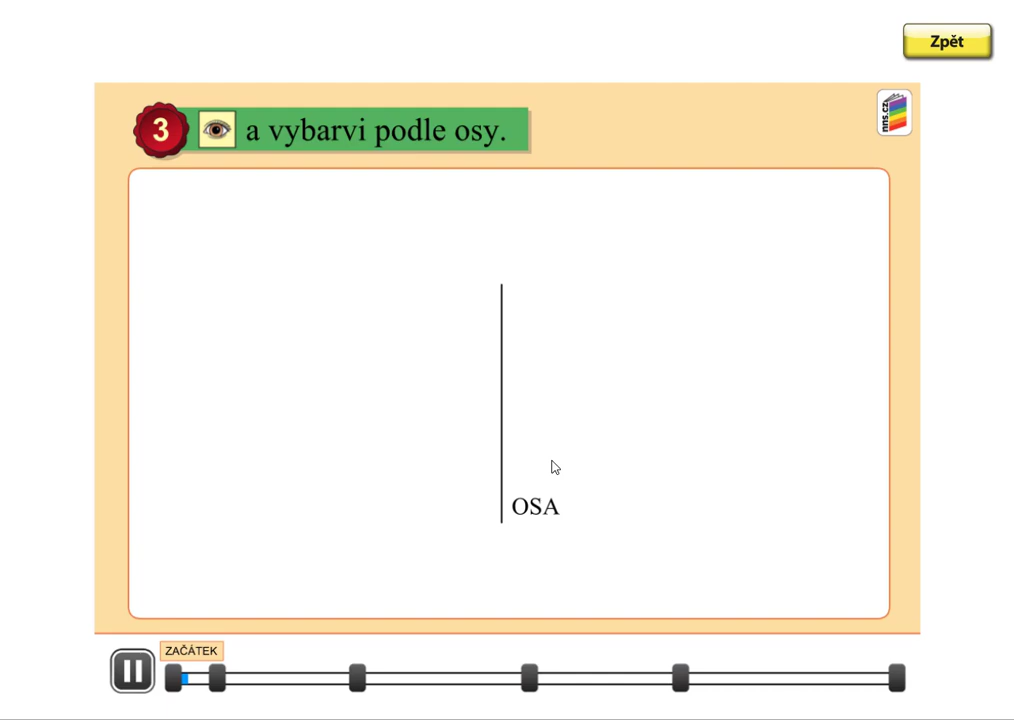 Zpět
3 a vybarvi podle osy.
nns.cz
OSA
ZAČÁTEK